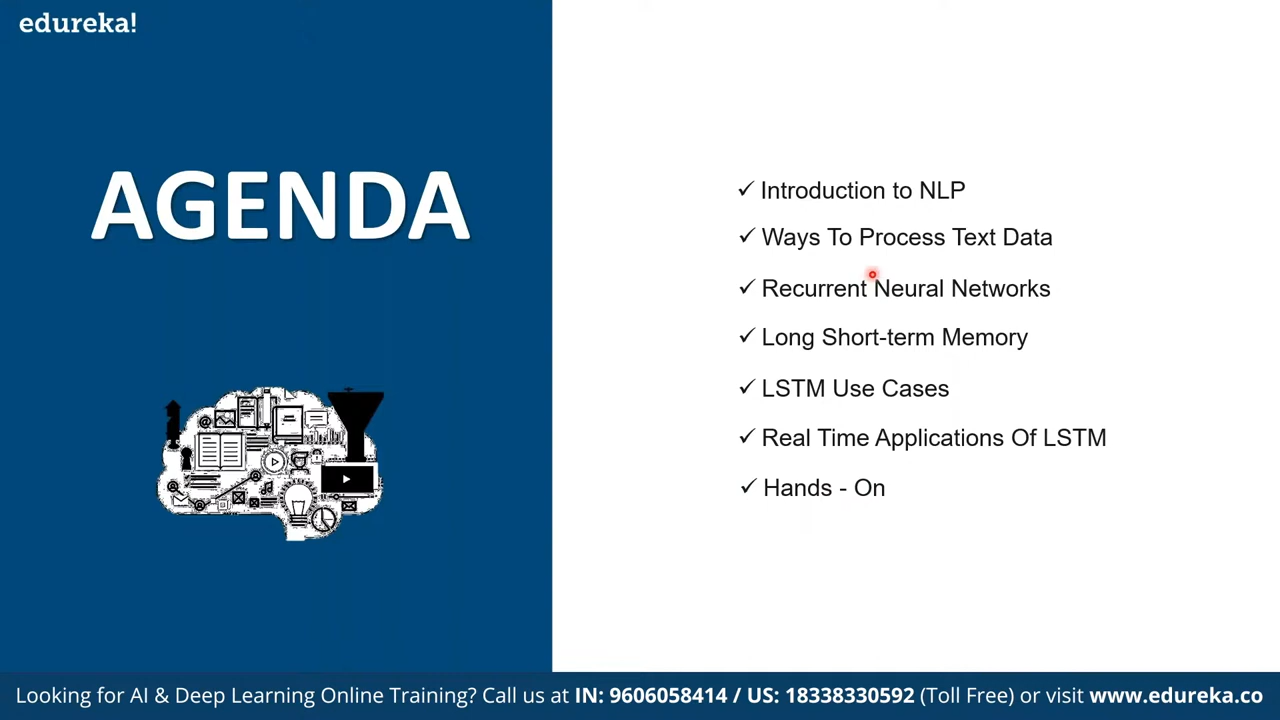 edureka!
AGENDA
Introduction to NLP
Ways To Process Text Data
Recurrent Neural Networks
Long Short-term Memory
LSTM Use Cases
Real Time Applications Of LSTM
Hands - On
Looking for AI & Deep Learning Online Training? Call us at IN: 9606058414 / US: 18338330592 (Toll Free) or visit www.edureka.co